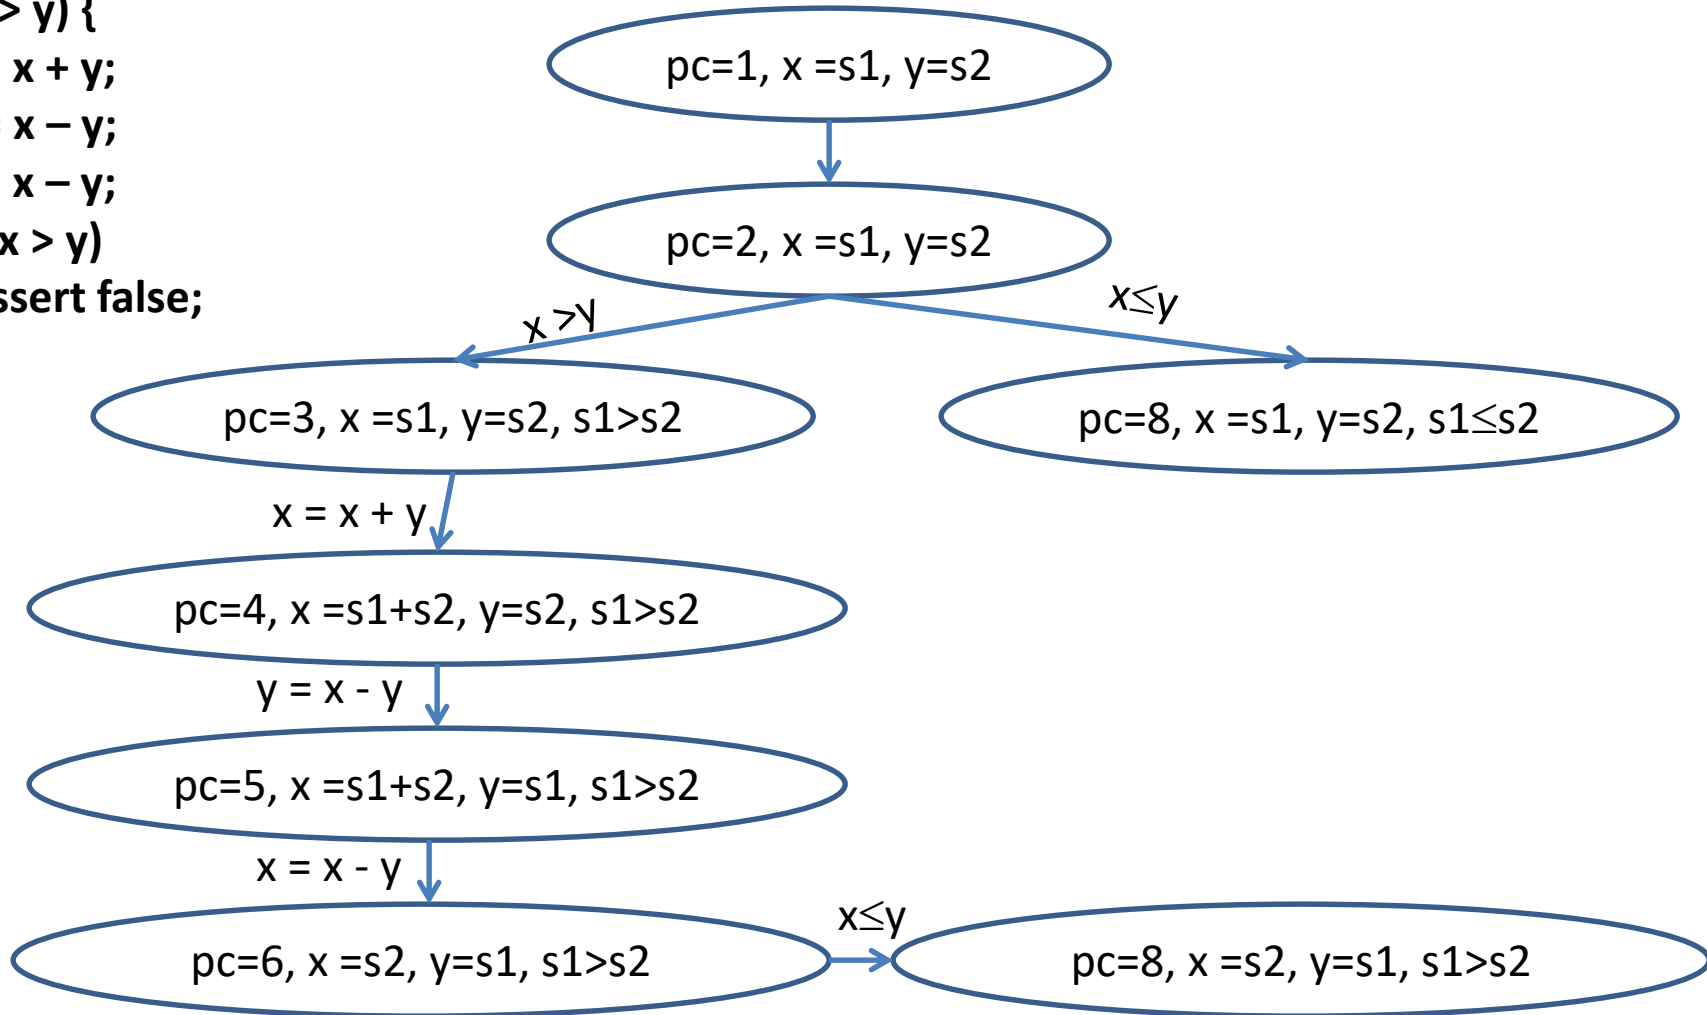 > y) {
x + y;
x – y;
x – y;
x > y)
ssert false;
pc=1, x =s1, y=s2
pc=2, x =s1, y=s2
x >y
x≤y
pc=3, x =s1, y=s2, s1>s2
pc=8, x =s1, y=s2, s1≤s2
x = x + y
pc=4, x =s1+s2, y=s2, s1>s2
y = x - y
pc=5, x =s1+s2, y=s1, s1>s2
x = x - y
x≤y
pc=6, x =s2, y=s1, s1>s2
pc=8, x =s2, y=s1, s1>s2